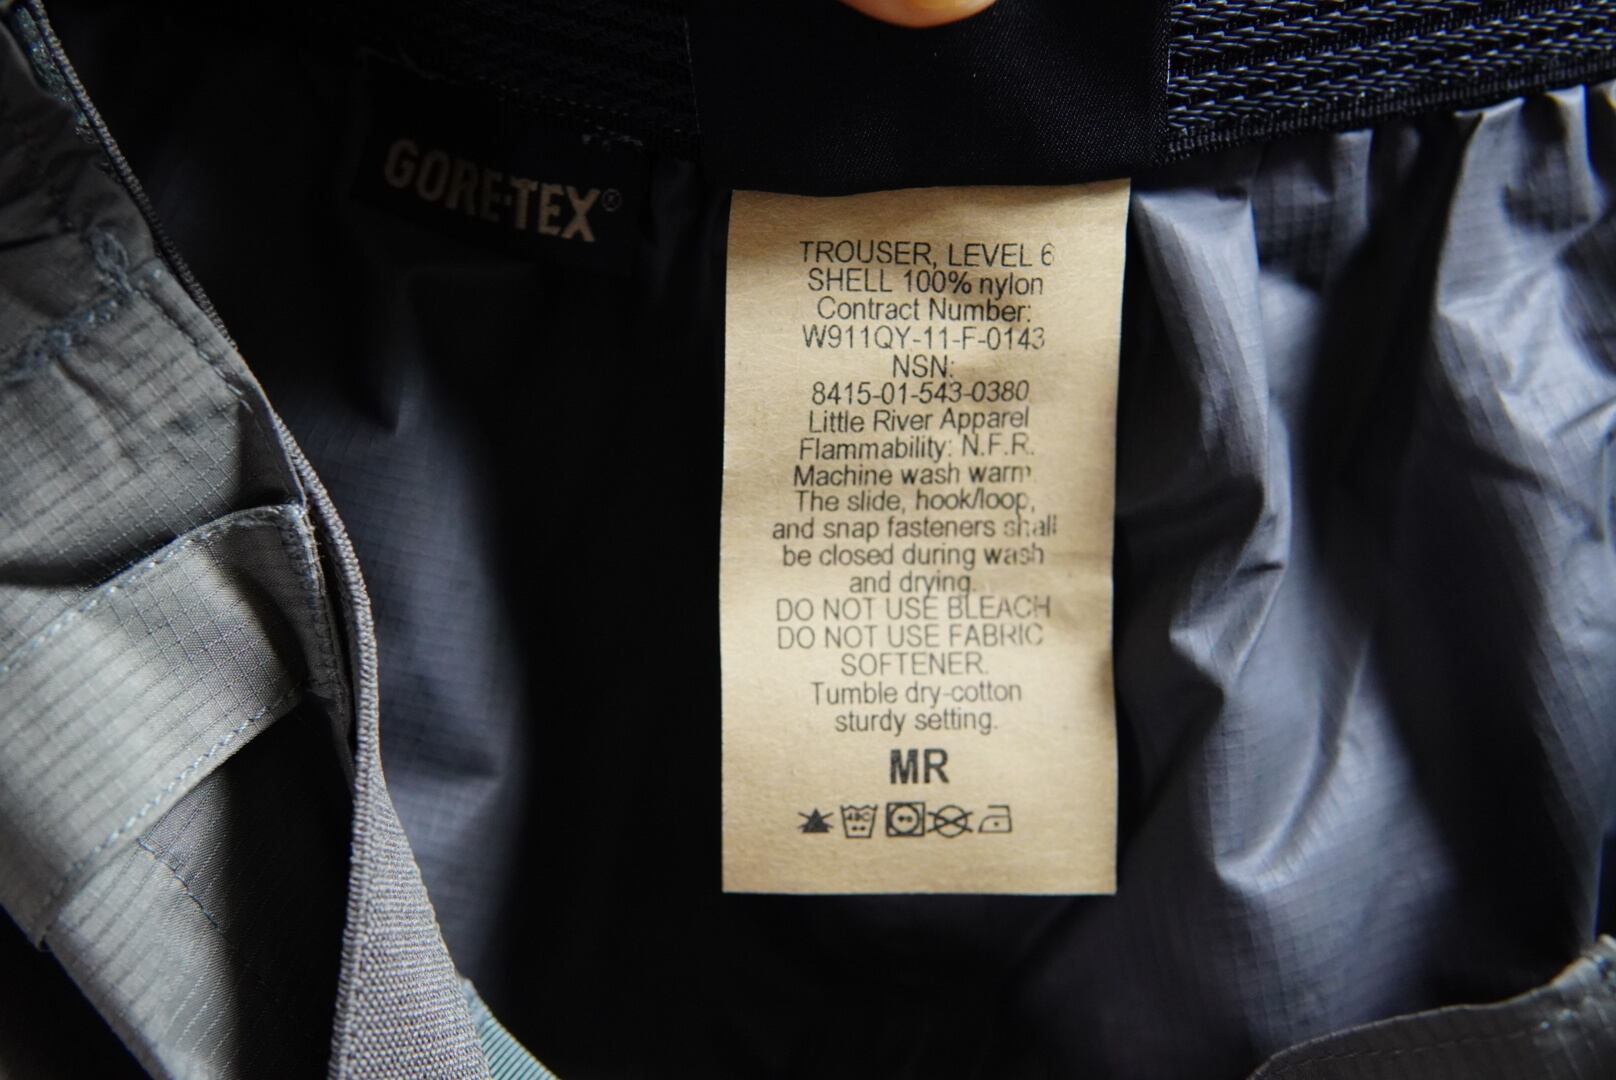 GORE-TEX®
TROUSER, LEVEL 6
SHELL 100% nylon
Contract Number:
W911QY-11-F-0143
NSN:
8415-01-543-0380
Little River Apparel
Flammability: N.F.R.
Machine wash warm
The slide, hook/loop,
and snap fasteners shall
be closed during wash
and drying.
DO NOT USE BLEACH
DO NOT USE FABRIC
SOFTENER.
Tumble dry-cotton
sturdy setting.
MR